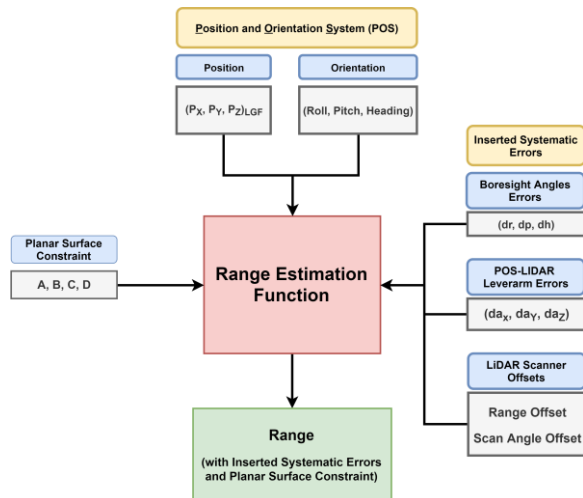 Position and Orientation System (POS)
Position
Orientation
(PX, PY, PZ)LGF
(Roll, Pitch, Heading)
Inserted Systematic
Errors
Boresight Angles
Errors
(dr, dp, dh)
Planar Surface
Constraint
A, B, C, D
Range Estimation
Function
POS-LIDAR
Leverarm Errors
(daX, daY, daZ)
LiDAR Scanner
Offsets
Range Offset
Scan Angle Offset
Range
(with Inserted Systematic Errors
and Planar Surface Constraint)